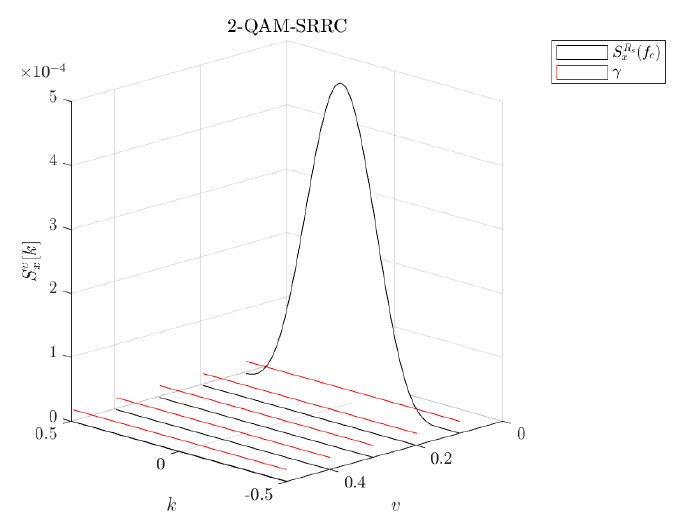 2-QAM-SRRC
×10⁻⁴
5
4
3
2
1
0
S_x^v[k]
0.5
0
-0.5
k
0.4
0.2
0
v
S_x^{R_s}(f_c)
γ